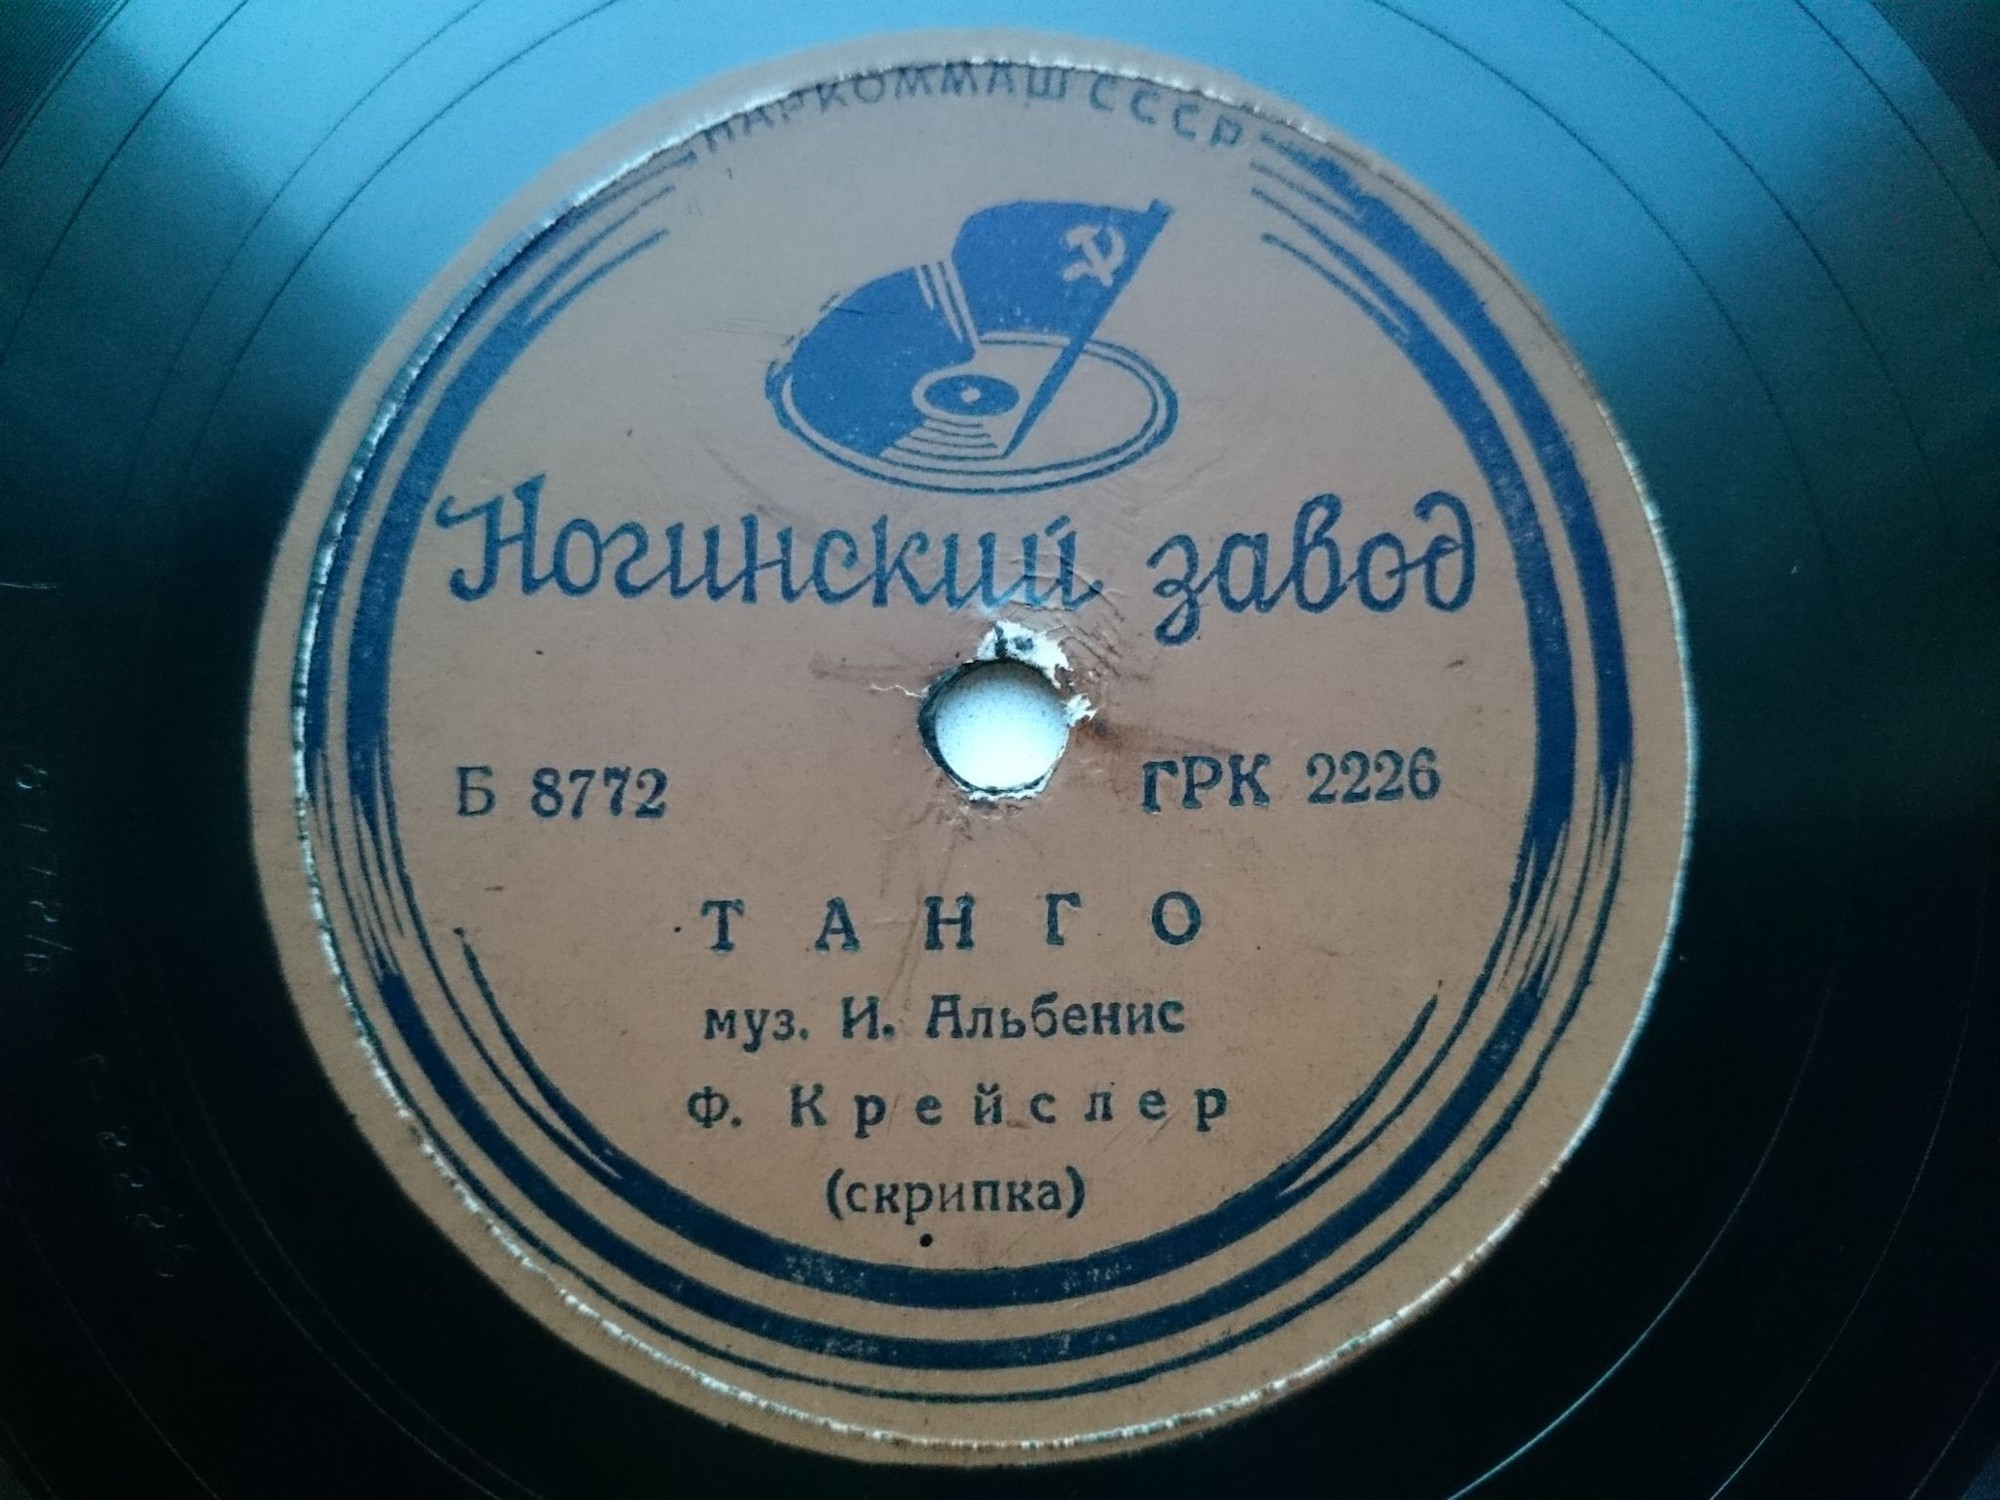 НАРКОММАШ СССР
Ногинский завод
Б 8772 ГРК 2226
ТАНГО
муз. И. Альбенис
Ф. Крейслер
(скрипка)